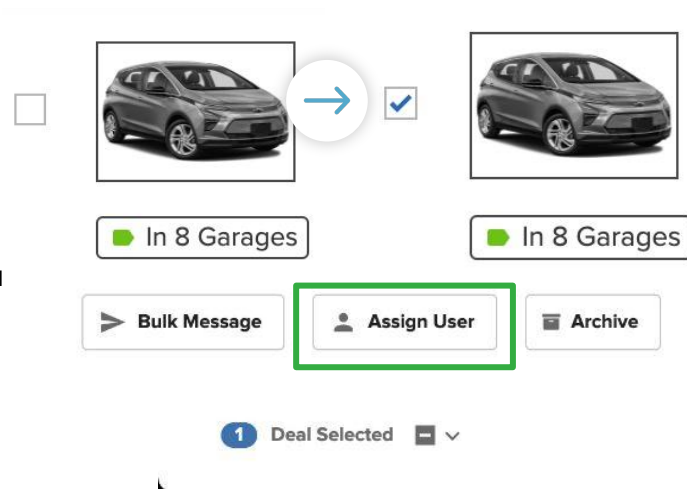 In 8 Garages
In 8 Garages
Bulk Message
Assign User
Archive
1 Deal Selected